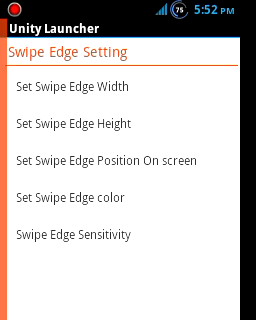 75 5:52 PM
Unity Launcher
Swipe Edge Setting
Set Swipe Edge Width
Set Swipe Edge Height
Set Swipe Edge Position On screen
Set Swipe Edge color
Swipe Edge Sensitivity